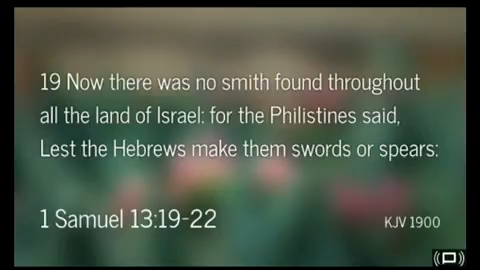 19 Now there was no smith found throughout
all the land of Israel: for the Philistines said,
Lest the Hebrews make them swords or spears:
1 Samuel 13:19-22
KJV 1900